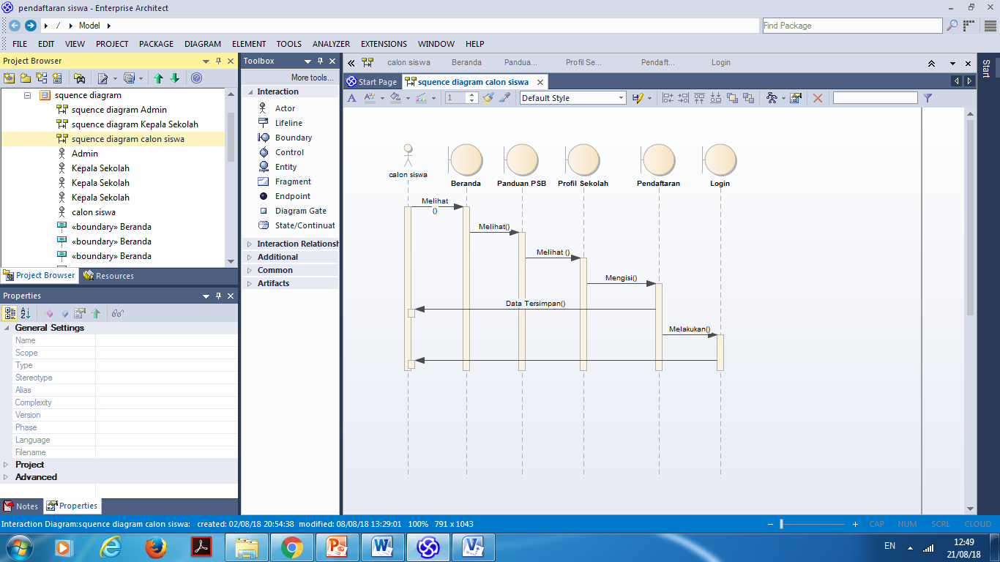 pendaftaran siswa - Enterprise Architect
/ Model
Find Package
FILE EDIT VIEW PROJECT PACKAGE DIAGRAM ELEMENT TOOLS ANALYZER EXTENSIONS WINDOW HELP
Project Browser
squence diagram
squence diagram Admin
squence diagram Kepala Sekolah
squence diagram calon siswa
Admin
Kepala Sekolah
Kepala Sekolah
Kepala Sekolah
calon siswa
«boundary» Beranda
«boundary» Beranda
«boundary» Beranda
Project Browser Resources
Properties
General Settings
Name
Scope
Type
Stereotype
Alias
Complexity
Version
Phase
Language
Filename
Project
Advanced
Notes Properties
Toolbox
More tools...
Interaction
Actor
Lifeline
Boundary
Control
Entity
Fragment
Endpoint
Diagram Gate
State/Continuat
Interaction Relationsh
Additional
Common
Artifacts
calon siswa Beranda Pandua... Profil Se... Pendaft... Login
Start Page squence diagram calon siswa
1 Default Style
calon siswa Beranda Panduan PSB Profil Sekolah Pendaftaran Login
Melihat
()
Melihat()
Melihat ()
Mengisi()
Data Tersimpan()
Melakukan()
Start
Interaction Diagram:squence diagram calon siswa: created: 02/08/18 20:54:38 modified: 08/08/18 13:29:01 100% 791 x 1043
CAP NUM SCRL CLOUD
EN
12:49
21/08/18